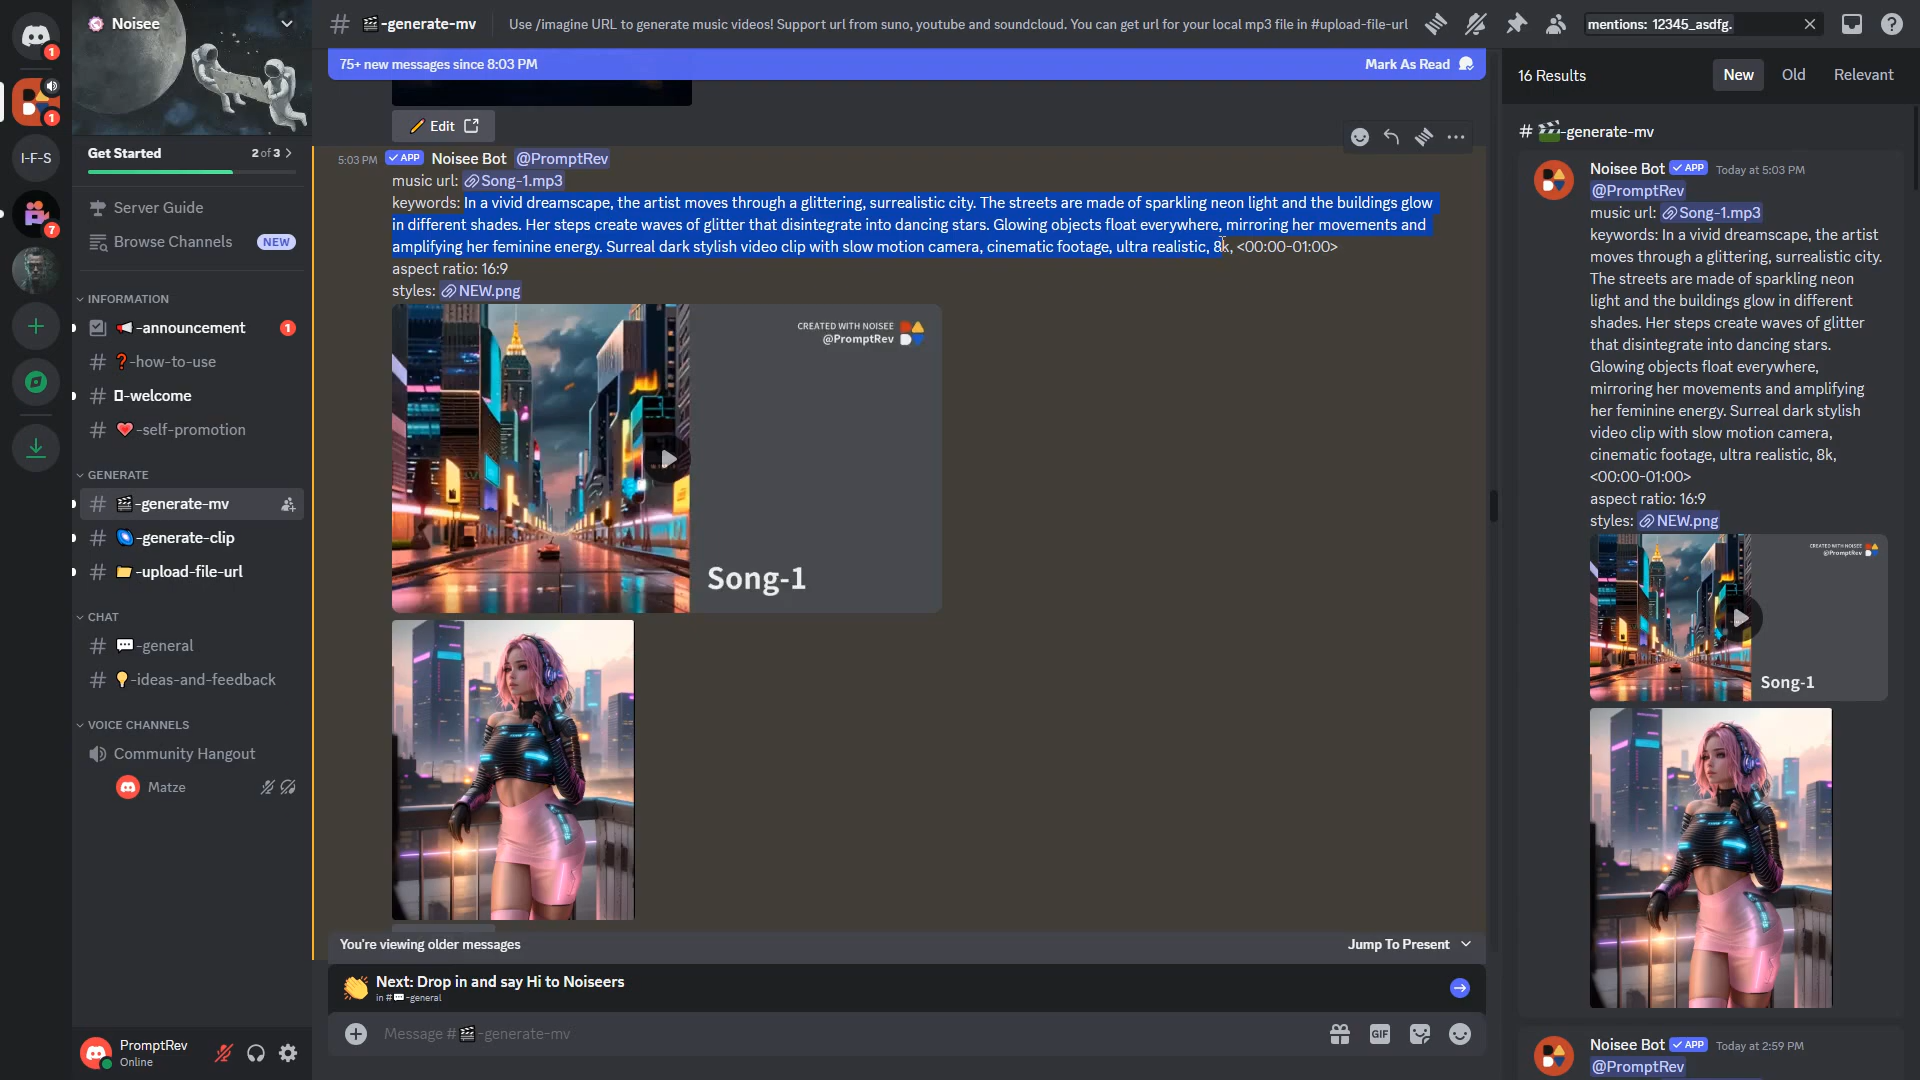 Noisee
Get Started
2 of 3
Server Guide
Browse Channels
NEW
INFORMATION
-announcement
1
-how-to-use
-welcome
-self-promotion
GENERATE
-generate-mv
-generate-clip
-upload-file-url
CHAT
-general
-ideas-and-feedback
VOICE CHANNELS
Community Hangout
Matze
PromptRev
Online
1
1
I-F-S
7
# -generate-mv
Use /imagine URL to generate music videos! Support url from suno, youtube and soundcloud. You can get url for your local mp3 file in #upload-file-url
mentions: 12345_asdfg.
75+ new messages since 8:03 PM
Mark As Read
Edit
5:03 PM APP Noisee Bot @PromptRev
music url: Song-1.mp3
keywords: In a vivid dreamscape, the artist moves through a glittering, surrealistic city. The streets are made of sparkling neon light and the buildings glow
in different shades. Her steps create waves of glitter that disintegrate into dancing stars. Glowing objects float everywhere, mirroring her movements and
amplifying her feminine energy. Surreal dark stylish video clip with slow motion camera, cinematic footage, ultra realistic, 8k, <00:00-01:00>
aspect ratio: 16:9
styles: NEW.png
CREATED WITH NOISEE
@PromptRev
Song-1
You're viewing older messages
Jump To Present
Next: Drop in and say Hi to Noiseers
in # -general
Message # -generate-mv
GIF
16 Results
New
Old
Relevant
# -generate-mv
Noisee Bot APP Today at 5:03 PM
@PromptRev
music url: Song-1.mp3
keywords: In a vivid dreamscape, the artist
moves through a glittering, surrealistic city.
The streets are made of sparkling neon
light and the buildings glow in different
shades. Her steps create waves of glitter
that disintegrate into dancing stars.
Glowing objects float everywhere,
mirroring her movements and amplifying
her feminine energy. Surreal dark stylish
video clip with slow motion camera,
cinematic footage, ultra realistic, 8k,
<00:00-01:00>
aspect ratio: 16:9
styles: NEW.png
CREATED WITH NOISEE
@PromptRev
Song-1
Noisee Bot APP Today at 2:59 PM
@PromptRev